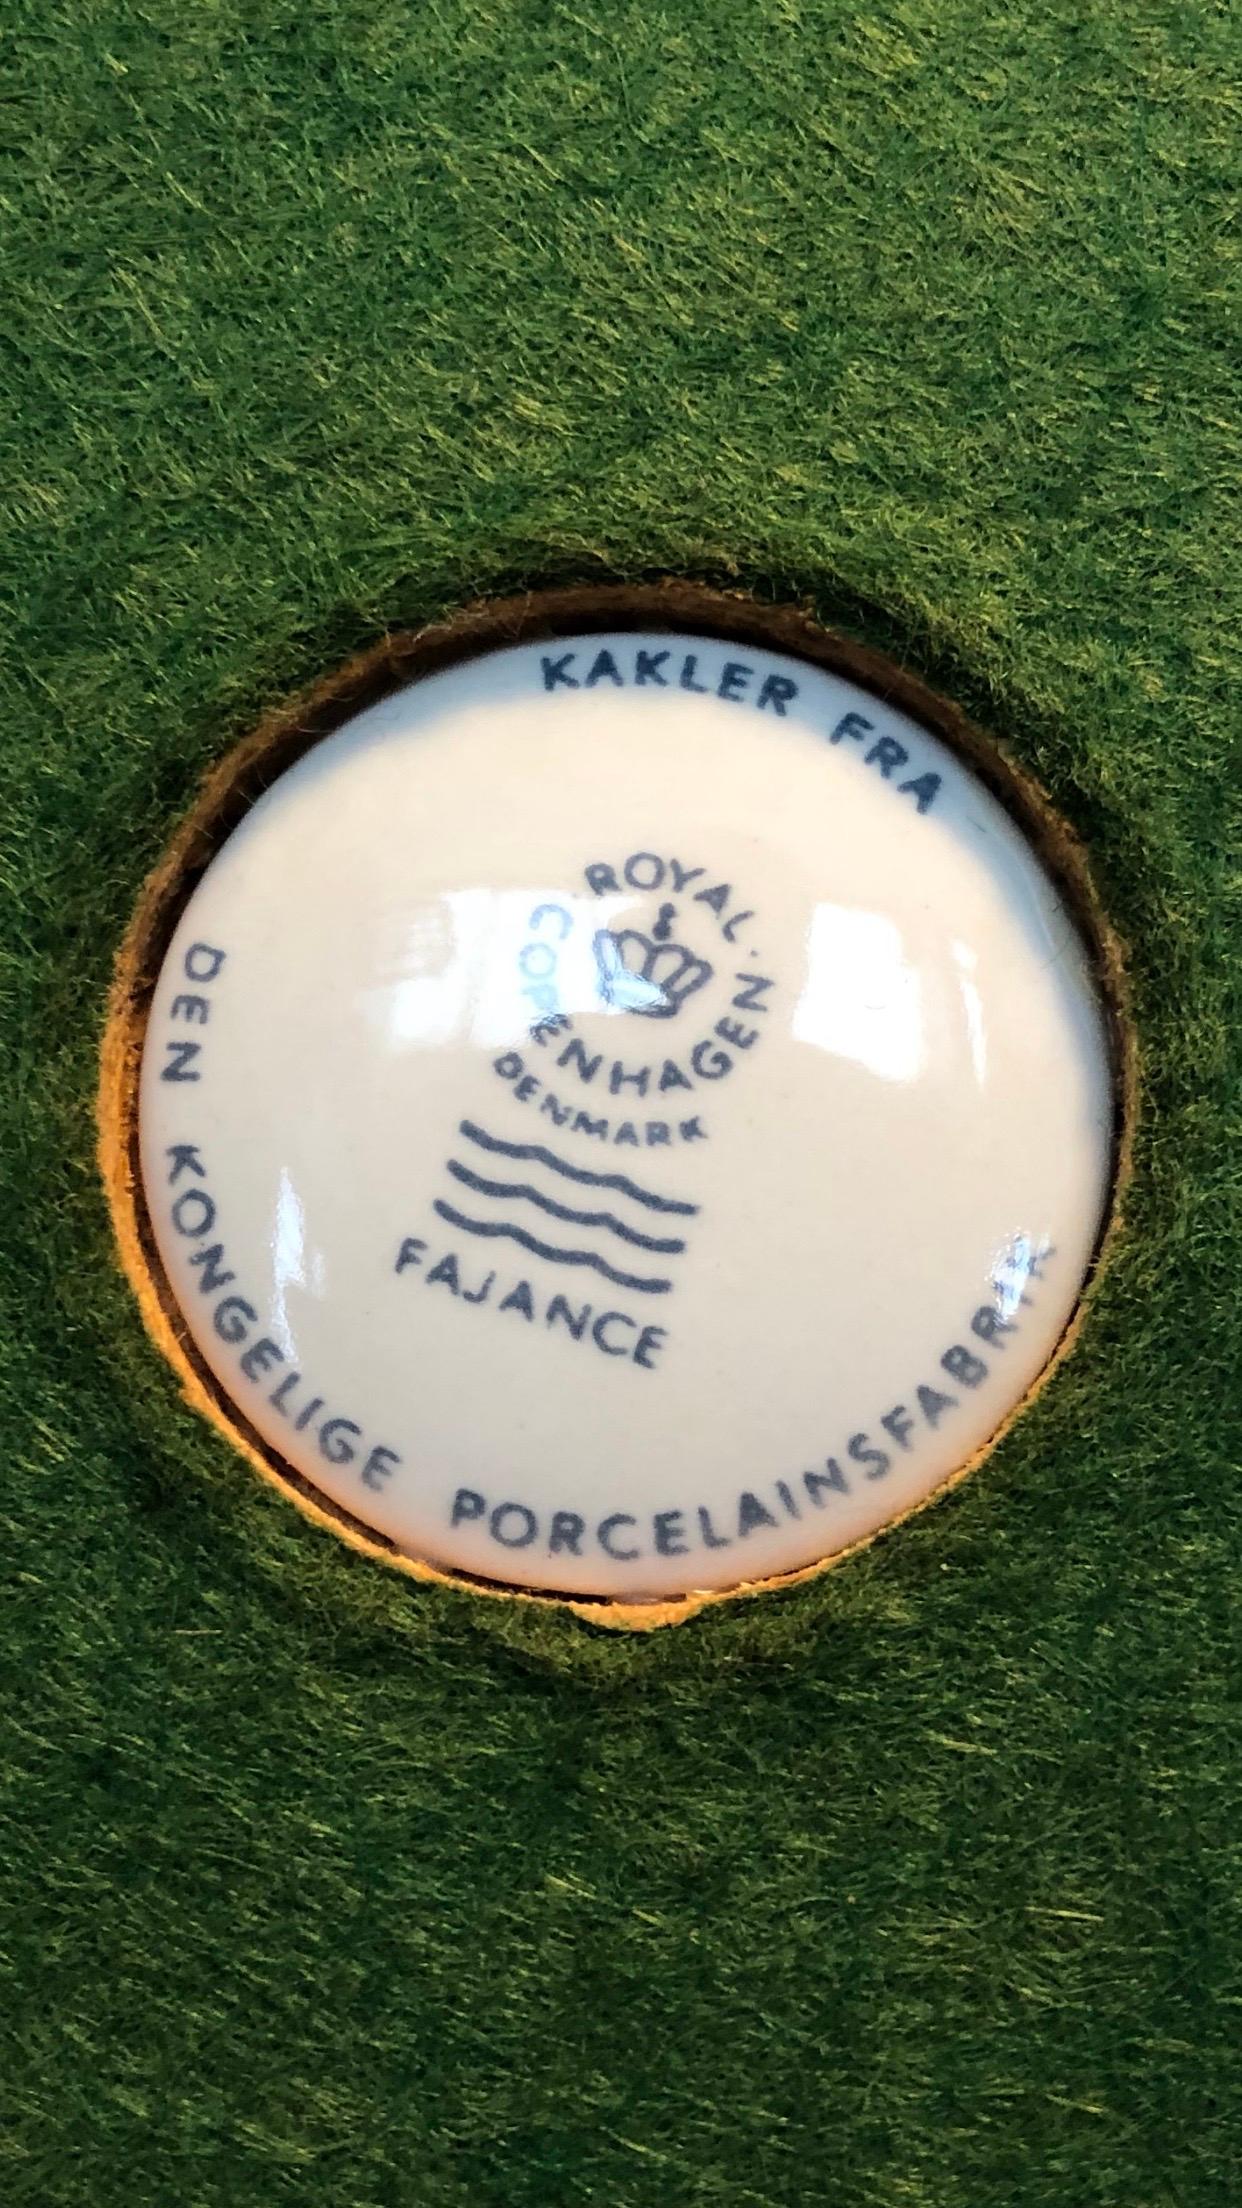 KAKLER FRA
ROYAL
COPENHAGEN
DENMARK
FAJANCE
DEN KONGELIGE PORCELAINSFABRIK